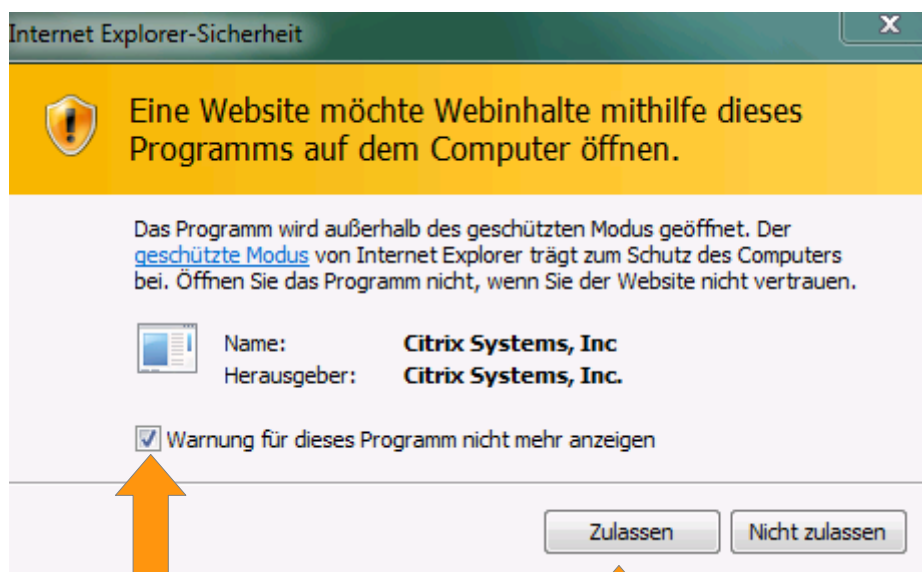 Internet Explorer-Sicherheit
Eine Website möchte Webinhalte mithilfe dieses
Programms auf dem Computer öffnen.
Das Programm wird außerhalb des geschützten Modus geöffnet. Der
geschützte Modus von Internet Explorer trägt zum Schutz des Computers
bei. Öffnen Sie das Programm nicht, wenn Sie der Website nicht vertrauen.
Name: Citrix Systems, Inc
Herausgeber: Citrix Systems, Inc.
Warnung für dieses Programm nicht mehr anzeigen
Zulassen Nicht zulassen